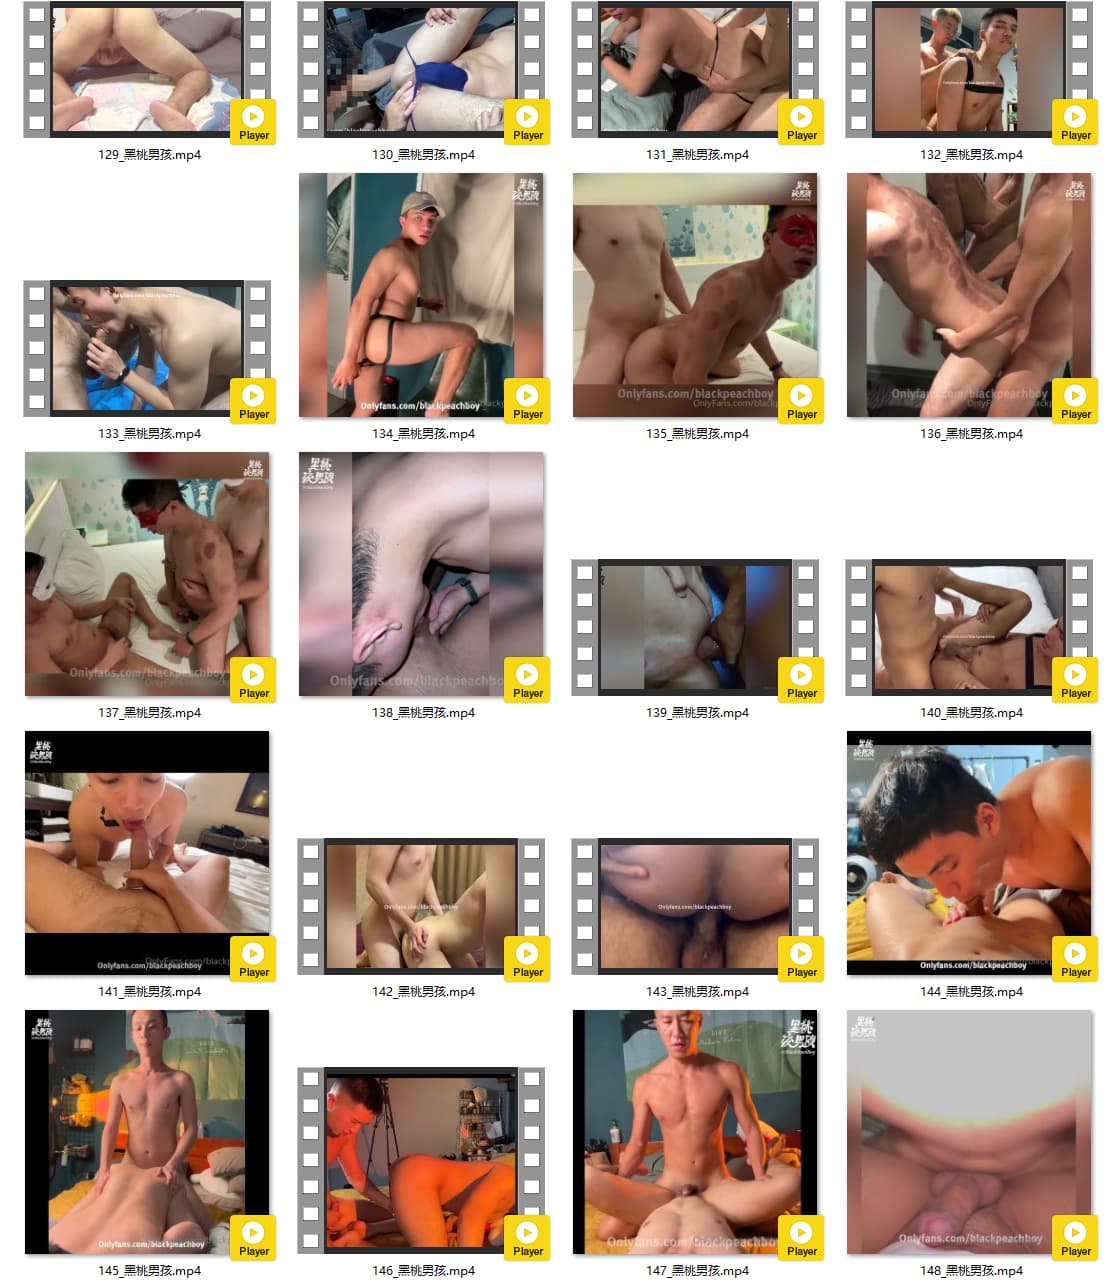 Player
Player
Player
Onlyfans.com/blackpeachboy
Player
129_黑桃男孩.mp4
130_黑桃男孩.mp4
131_黑桃男孩.mp4
132_黑桃男孩.mp4
Onlyfans.com/blackpeachboy
Player
Onlyfans.com/blackpeachboy
Player
Onlyfans.com/blackpeachboy
Player
Onlyfans.com/blackpeachboy
Player
133_黑桃男孩.mp4
134_黑桃男孩.mp4
135_黑桃男孩.mp4
136_黑桃男孩.mp4
Onlyfans.com/blackpeachboy
Player
Onlyfans.com/blackpeachbo
Player
Player
Onlyfans.com/blackpeachboy
Player
137_黑桃男孩.mp4
138_黑桃男孩.mp4
139_黑桃男孩.mp4
140_黑桃男孩.mp4
Onlyfans.com/blackpeachboy
Player
Onlyfans.com/blackpeachboy
Player
Onlyfans.com/blackpeachboy
Player
Onlyfans.com/blackpeachboy
Player
141_黑桃男孩.mp4
142_黑桃男孩.mp4
143_黑桃男孩.mp4
144_黑桃男孩.mp4
Onlyfans.com/blackpeachboy
Player
Player
Onlyfans.com/blackpeachbo
Player
Onlyfans.com/blackpeachboy
Player
145_黑桃男孩.mp4
146_黑桃男孩.mp4
147_黑桃男孩.mp4
148_黑桃男孩.mp4